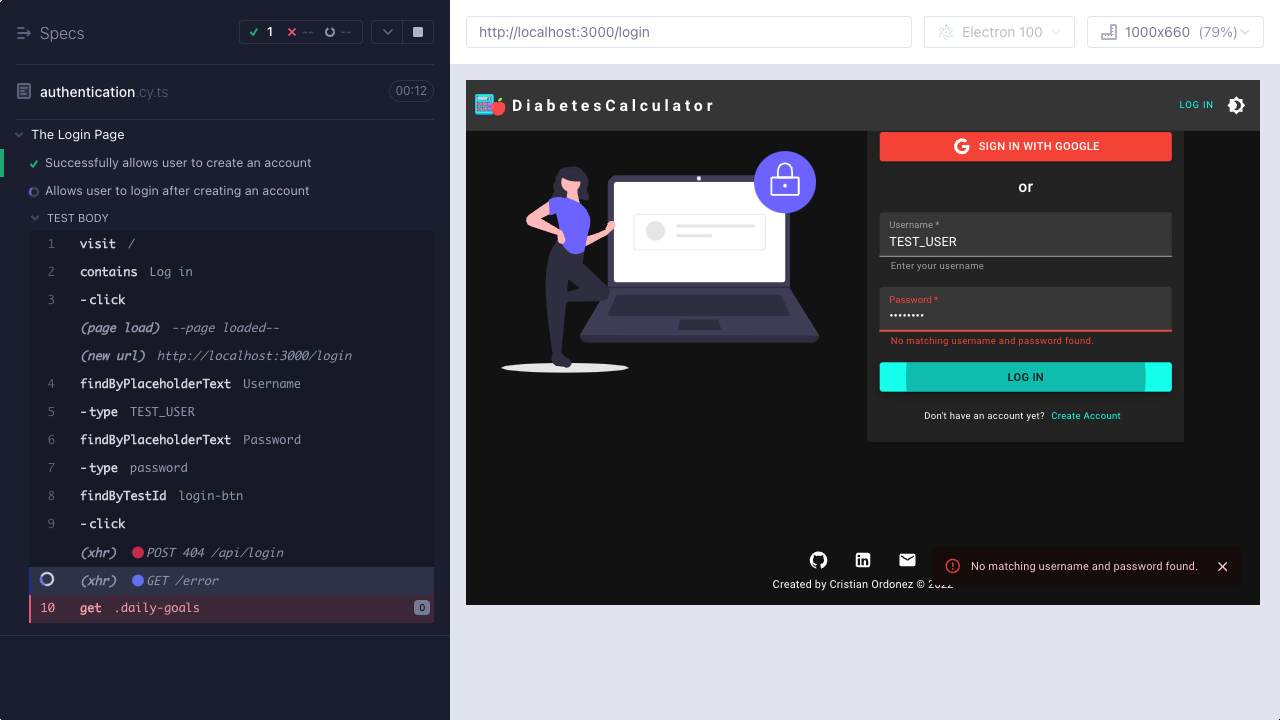 Specs
1 -- --
authentication.cy.ts 00:12
The Login Page
Successfully allows user to create an account
Allows user to login after creating an account
TEST BODY
1 visit /
2 contains Log in
3 -click
(page load) --page loaded--
(new url) http://localhost:3000/login
4 findByPlaceholderText Username
5 -type TEST_USER
6 findByPlaceholderText Password
7 -type password
8 findByTestId login-btn
9 -click
(xhr) POST 404 /api/login
(xhr) GET /error
10 get .daily-goals 0
http://localhost:3000/login
Electron 100
1000x660 (79%)
DiabetesCalculator
LOG IN
SIGN IN WITH GOOGLE
or
Username *
TEST_USER
Enter your username
Password *
••••••••
No matching username and password found.
LOG IN
Don't have an account yet? Create Account
Created by Cristian Ordonez © 2022
No matching username and password found.